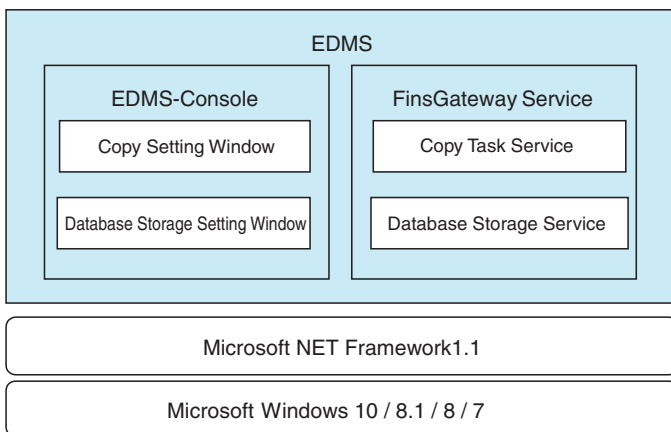 EDMS
EDMS-Console
Copy Setting Window
Database Storage Setting Window
FinsGateway Service
Copy Task Service
Database Storage Service
Microsoft NET Framework1.1
Microsoft Windows 10 / 8.1 / 8 / 7